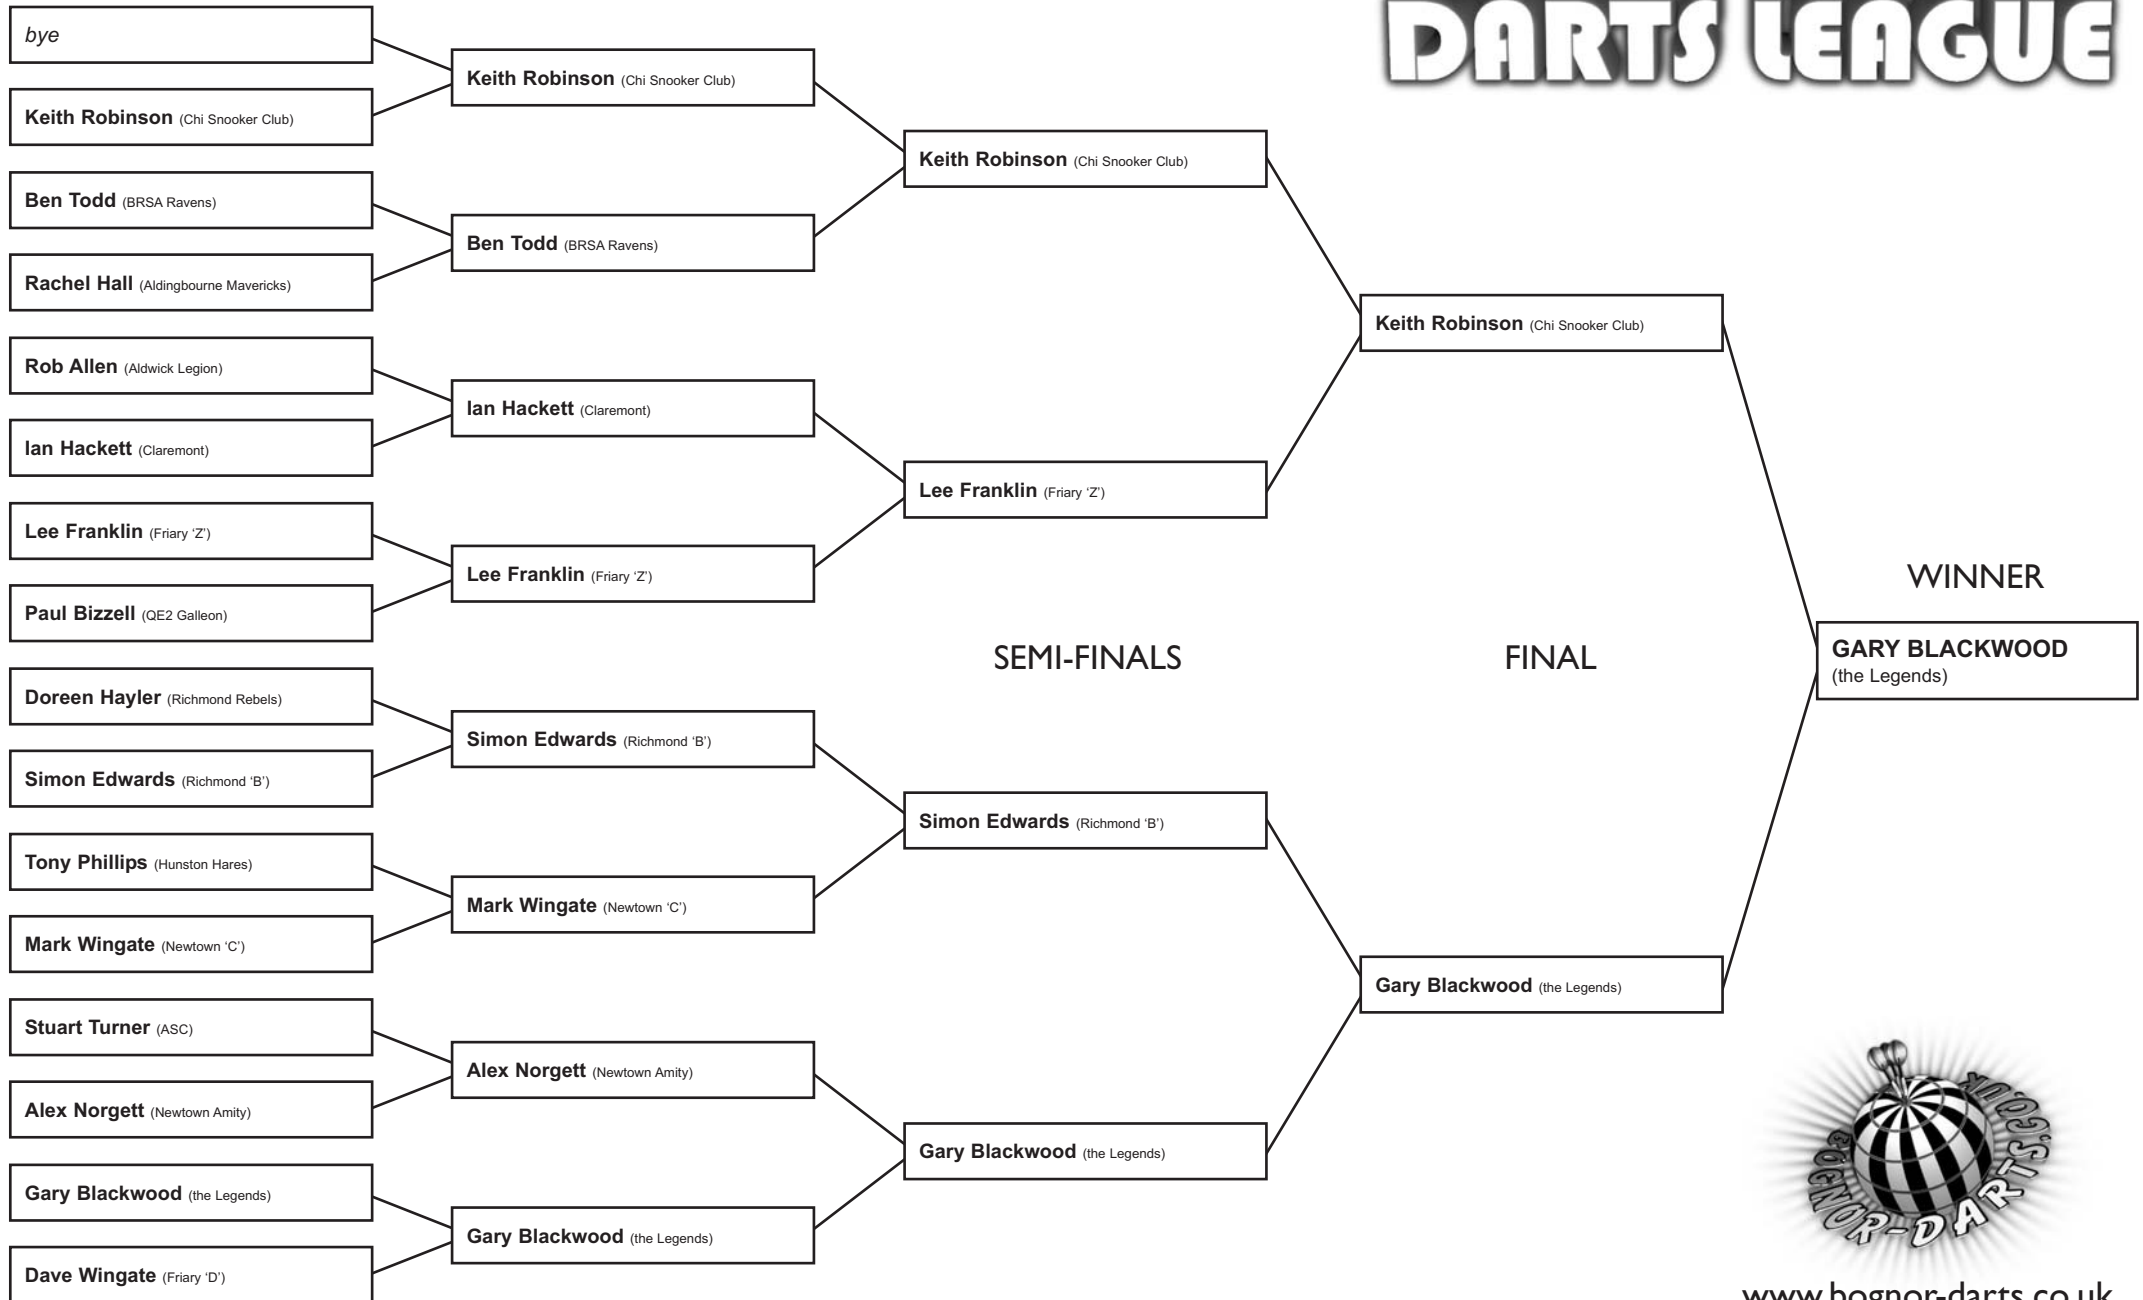 DARTS LEAGUE
bye
Keith Robinson (Chi Snooker Club)
Ben Todd (BRSA Ravens)
Rachel Hall (Aldingbourne Mavericks)
Rob Allen (Aldwick Legion)
Ian Hackett (Claremont)
Lee Franklin (Friary ‘Z’)
Paul Bizzell (QE2 Galleon)
Doreen Hayler (Richmond Rebels)
Simon Edwards (Richmond ‘B’)
Tony Phillips (Hunston Hares)
Mark Wingate (Newtown ‘C’)
Stuart Turner (ASC)
Alex Norgett (Newtown Amity)
Gary Blackwood (the Legends)
Dave Wingate (Friary ‘D’)
Keith Robinson (Chi Snooker Club)
Ben Todd (BRSA Ravens)
Ian Hackett (Claremont)
Lee Franklin (Friary ‘Z’)
Simon Edwards (Richmond ‘B’)
Mark Wingate (Newtown ‘C’)
Alex Norgett (Newtown Amity)
Gary Blackwood (the Legends)
Keith Robinson (Chi Snooker Club)
Lee Franklin (Friary ‘Z’)
SEMI-FINALS
Simon Edwards (Richmond ‘B’)
Gary Blackwood (the Legends)
Keith Robinson (Chi Snooker Club)
FINAL
Gary Blackwood (the Legends)
WINNER
GARY BLACKWOOD
(the Legends)
BOGNOR-DARTS.CO.UK
www.bognor-darts.co.uk